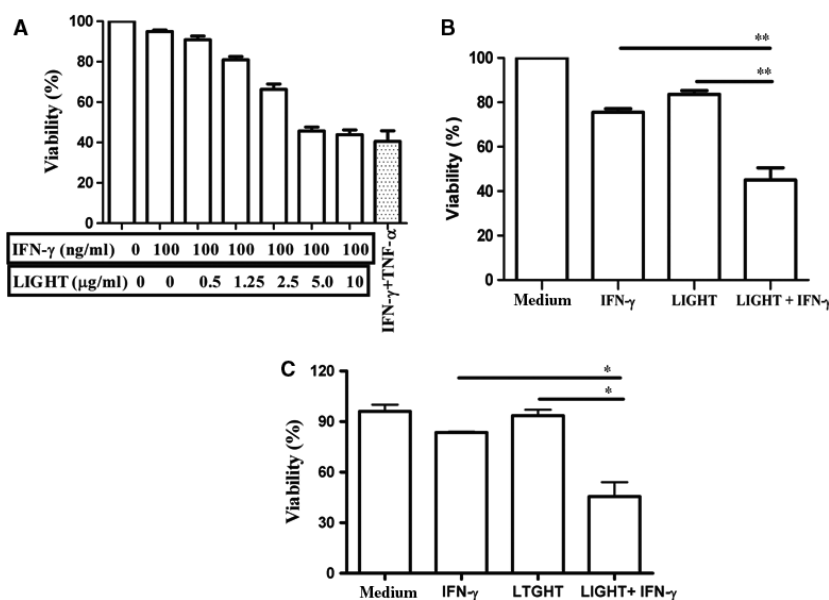 A
Viability (%)
100
80
60
40
20
0
IFN-γ (ng/ml) 0 100 100 100 100 100 100
LIGHT (μg/ml) 0 0 0.5 1.25 2.5 5.0 10
IFN-γ+TNF-α
B
**
**
Viability (%)
100
80
60
40
20
0
Medium IFN-γ LIGHT LIGHT + IFN-γ
C
*
*
Viability (%)
120
90
60
30
0
Medium IFN-γ LTGHT LIGHT+ IFN-γ